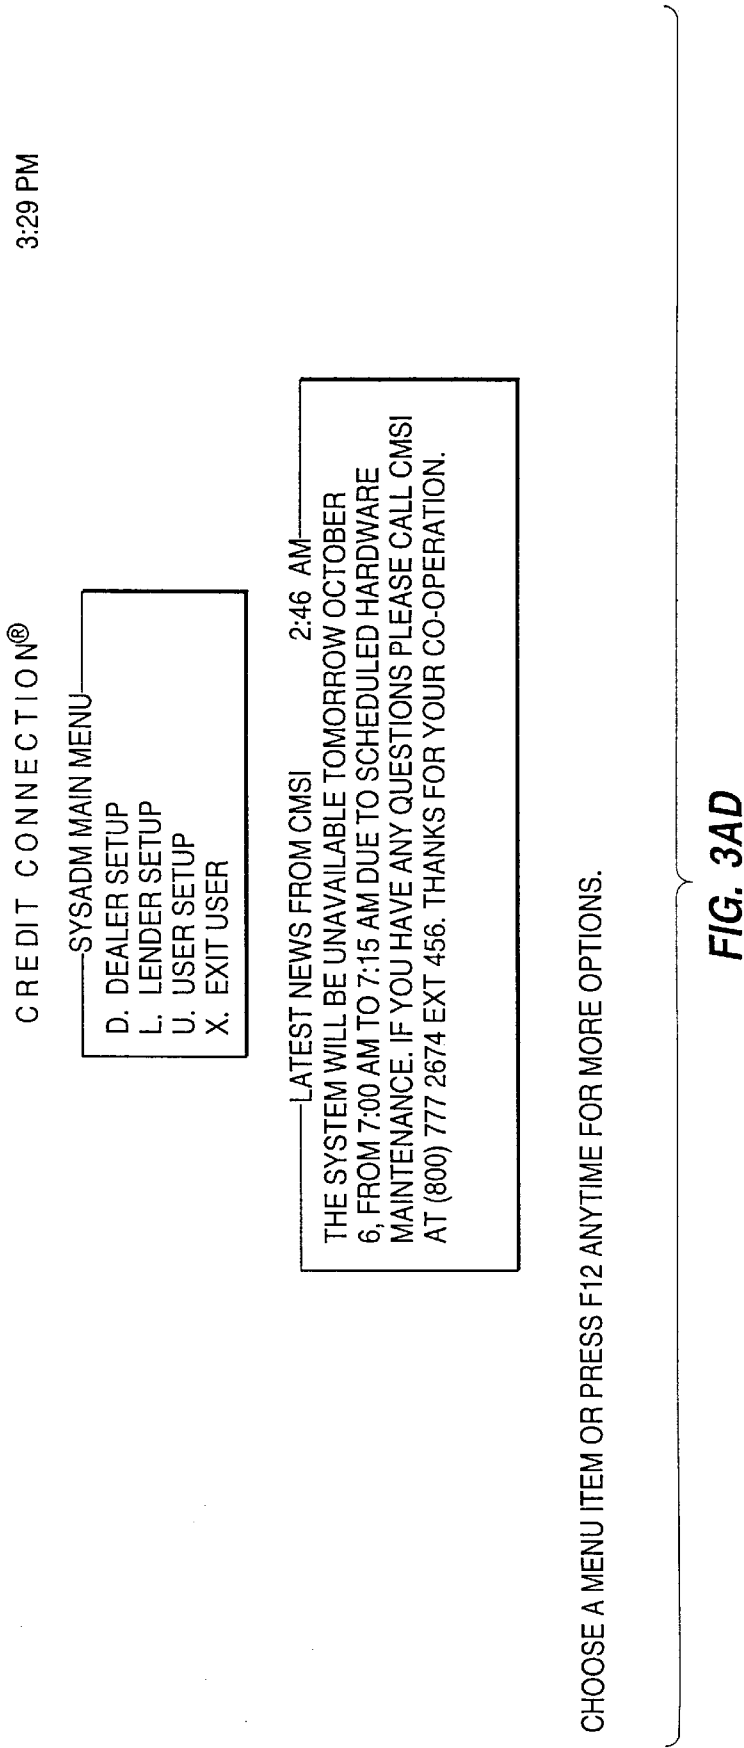 CREDIT CONNECTION® 3:29 PM
SYSADM MAIN MENU
D. DEALER SETUP
L. LENDER SETUP
U. USER SETUP
X. EXIT USER
LATEST NEWS FROM CMSI 2:46 AM
THE SYSTEM WILL BE UNAVAILABLE TOMORROW OCTOBER
6, FROM 7:00 AM TO 7:15 AM DUE TO SCHEDULED HARDWARE
MAINTENANCE. IF YOU HAVE ANY QUESTIONS PLEASE CALL CMSI
AT (800) 777 2674 EXT 456. THANKS FOR YOUR CO-OPERATION.
CHOOSE A MENU ITEM OR PRESS F12 ANYTIME FOR MORE OPTIONS.
FIG. 3AD